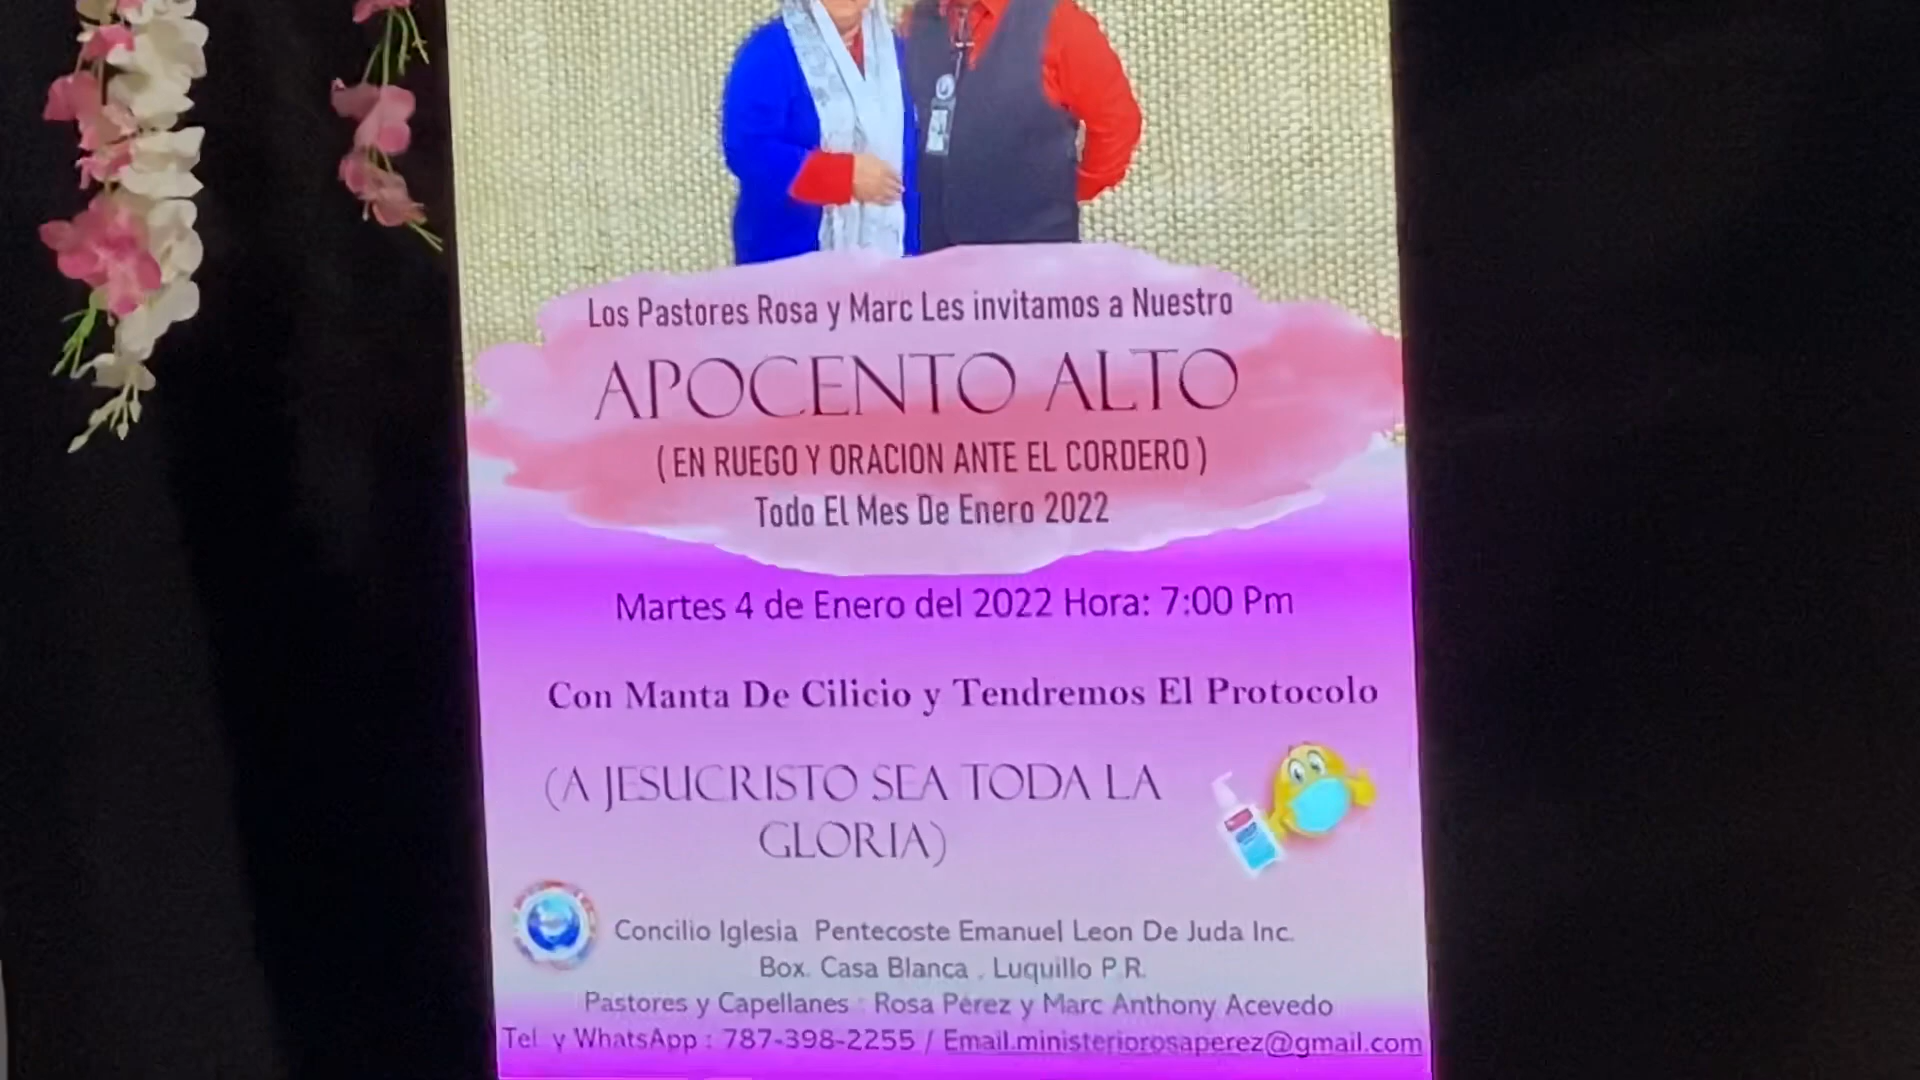 Los Pastores Rosa y Marc Les invitamos a Nuestro
APOCENTO ALTO
( EN RUEGO Y ORACION ANTE EL CORDERO )
Todo El Mes De Enero 2022
Martes 4 de Enero del 2022 Hora: 7:00 Pm
Con Manta De Cilicio y Tendremos El Protocolo
(A JESUCRISTO SEA TODA LA
GLORIA)
Concilio Iglesia Pentecoste Emanuel Leon De Juda Inc.
Box. Casa Blanca , Luquillo P.R.
Pastores y Capellanes : Rosa Pérez y Marc Anthony Acevedo
Tel y WhatsApp : 787-398-2255 / Email.ministeriorosaperez@gmail.com